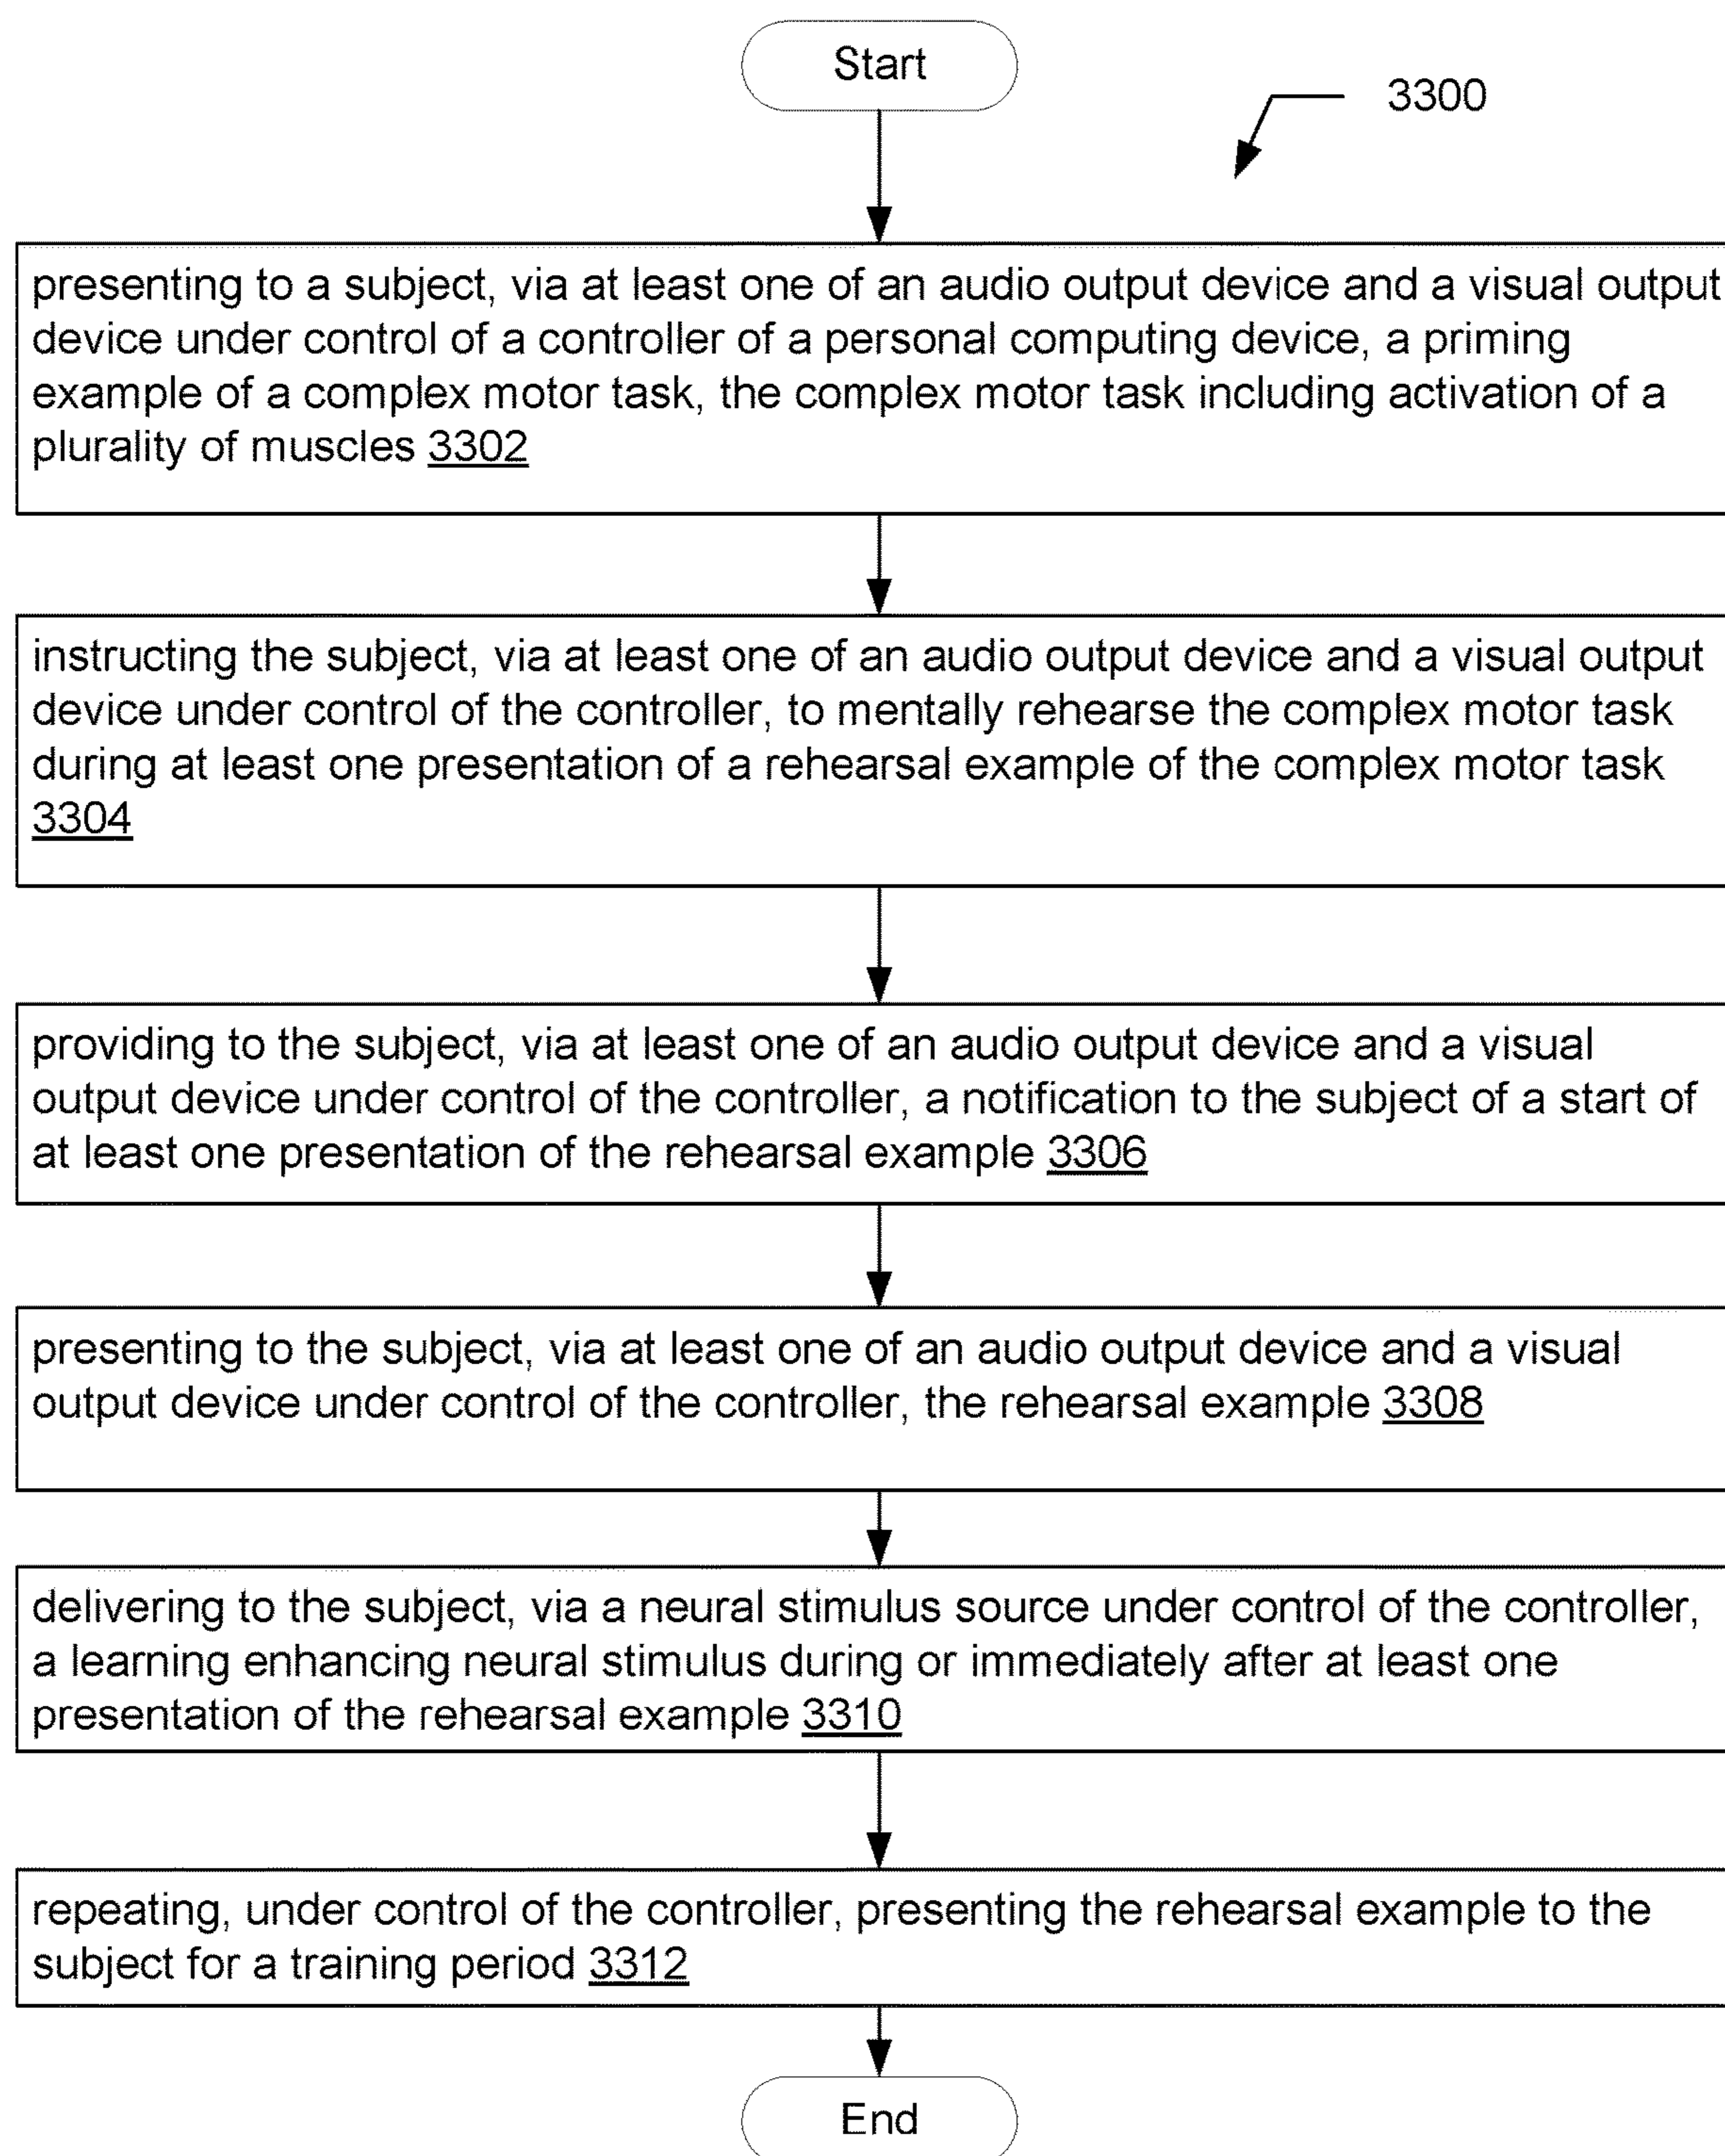 Start
3300
presenting to a subject, via at least one of an audio output device and a visual output
device under control of a controller of a personal computing device, a priming
example of a complex motor task, the complex motor task including activation of a
plurality of muscles 3302
instructing the subject, via at least one of an audio output device and a visual output
device under control of the controller, to mentally rehearse the complex motor task
during at least one presentation of a rehearsal example of the complex motor task
3304
providing to the subject, via at least one of an audio output device and a visual
output device under control of the controller, a notification to the subject of a start of
at least one presentation of the rehearsal example 3306
presenting to the subject, via at least one of an audio output device and a visual
output device under control of the controller, the rehearsal example 3308
delivering to the subject, via a neural stimulus source under control of the controller,
a learning enhancing neural stimulus during or immediately after at least one
presentation of the rehearsal example 3310
repeating, under control of the controller, presenting the rehearsal example to the
subject for a training period 3312
End